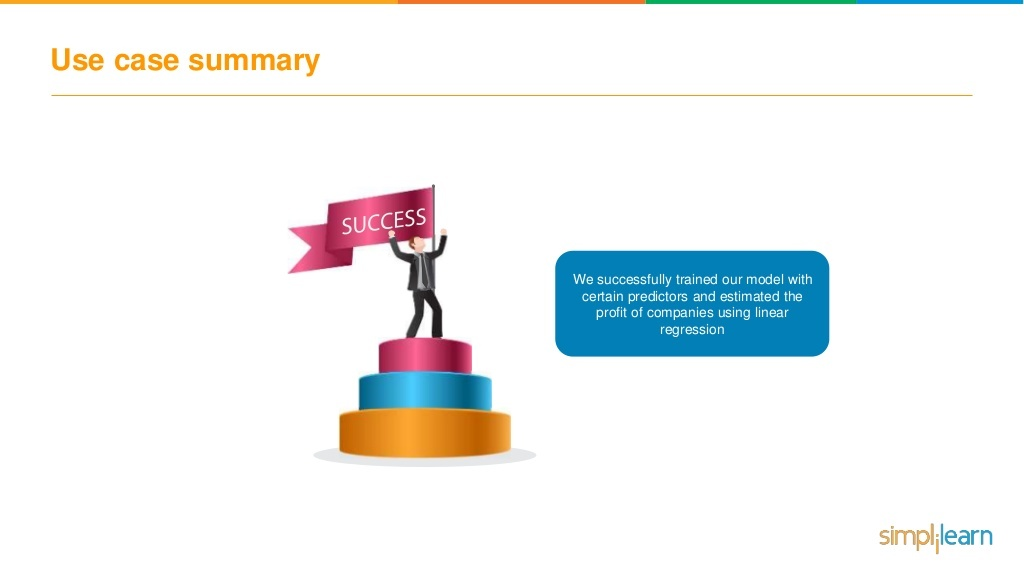 Use case summary
SUCCESS
We successfully trained our model with
certain predictors and estimated the
profit of companies using linear
regression
simplilearn